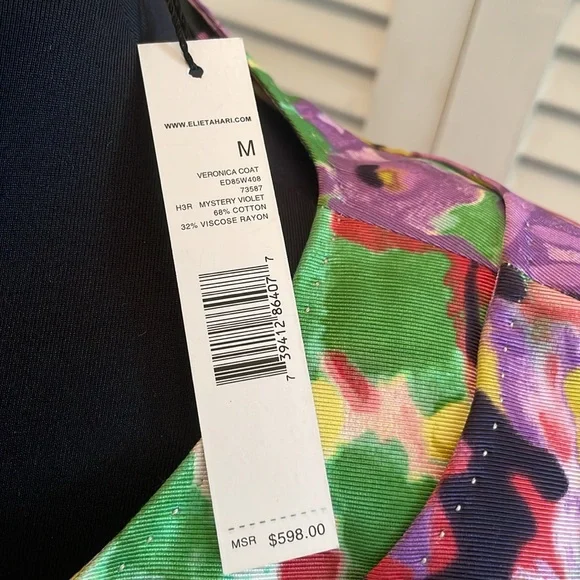 WWW.ELIETAHARI.COM
M
VERONICA COAT
ED85W408
73587
H3R MYSTERY VIOLET
68% COTTON
32% VISCOSE RAYON
7 39412 86407 7
MSR $598.00